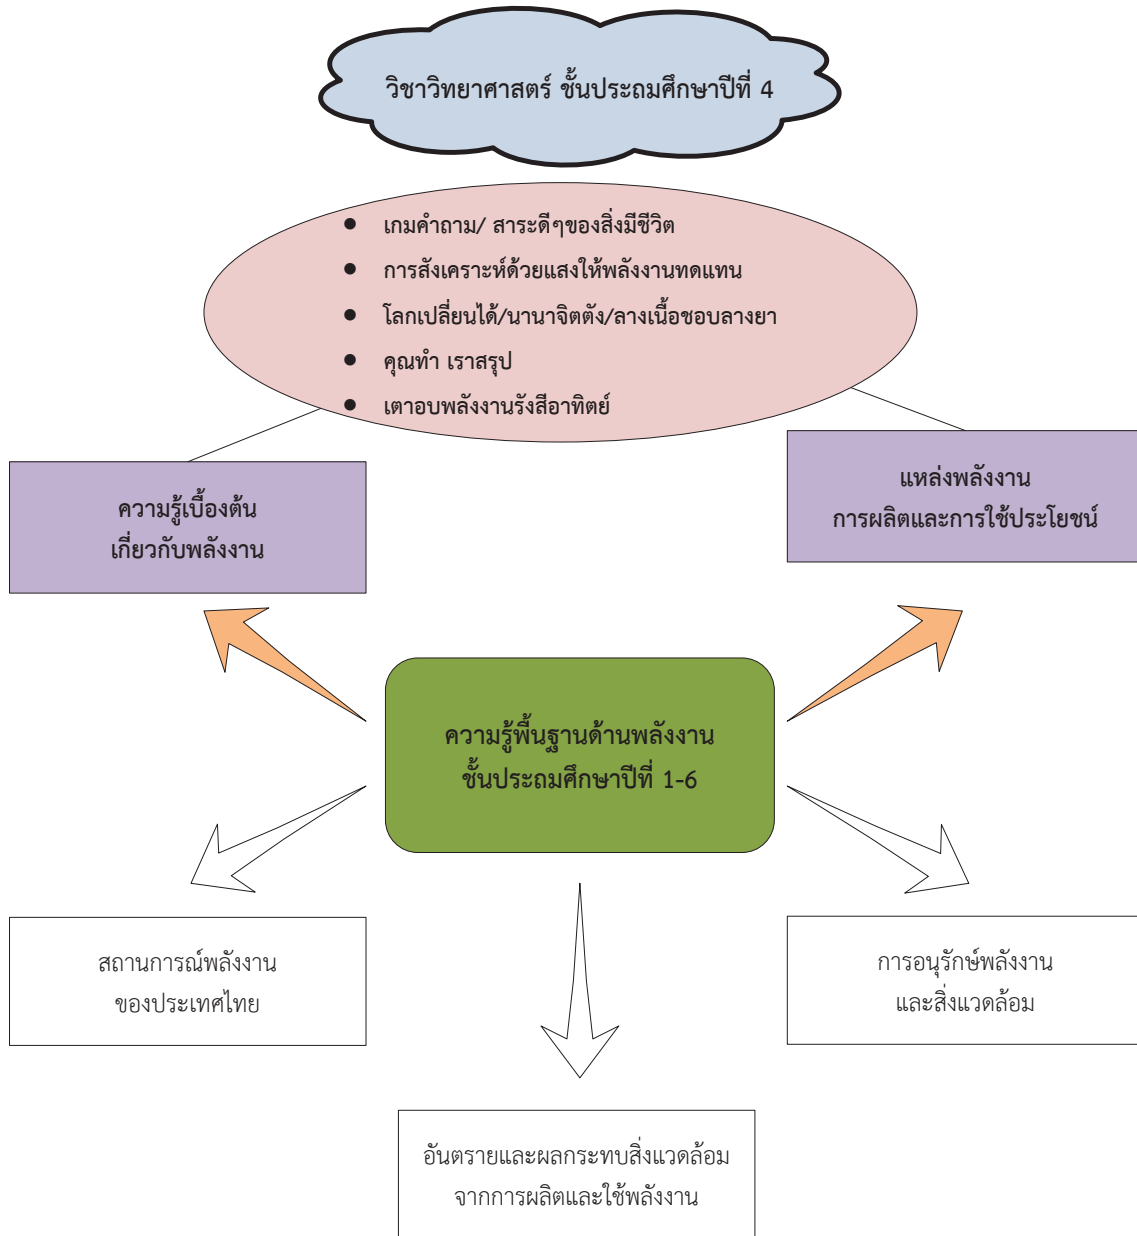 วิชาวิทยาศาสตร์ ชั้นประถมศึกษาปีที่ 4
● เกมคำถาม/ สาระดีๆของสิ่งมีชีวิต
● การสังเคราะห์ด้วยแสงให้พลังงานทดแทน
● โลกเปลี่ยนได้/นานาจิตตัง/ลางเนื้อชอบลางยา
● คุณทำ เราสรุป
● เตาอบพลังงานรังสีอาทิตย์
ความรู้เบื้องต้น
เกี่ยวกับพลังงาน
แหล่งพลังงาน
การผลิตและการใช้ประโยชน์
ความรู้พื้นฐานด้านพลังงาน
ชั้นประถมศึกษาปีที่ 1-6
สถานการณ์พลังงาน
ของประเทศไทย
การอนุรักษ์พลังงาน
และสิ่งแวดล้อม
อันตรายและผลกระทบสิ่งแวดล้อม
จากการผลิตและใช้พลังงาน